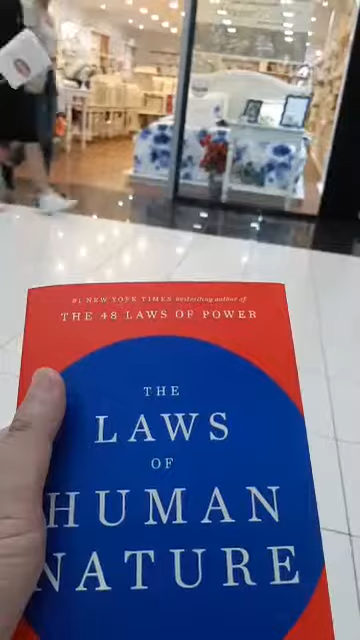 #1 NEW YORK TIMES bestselling author of
THE 48 LAWS OF POWER
THE
LAWS
OF
HUMAN
NATURE